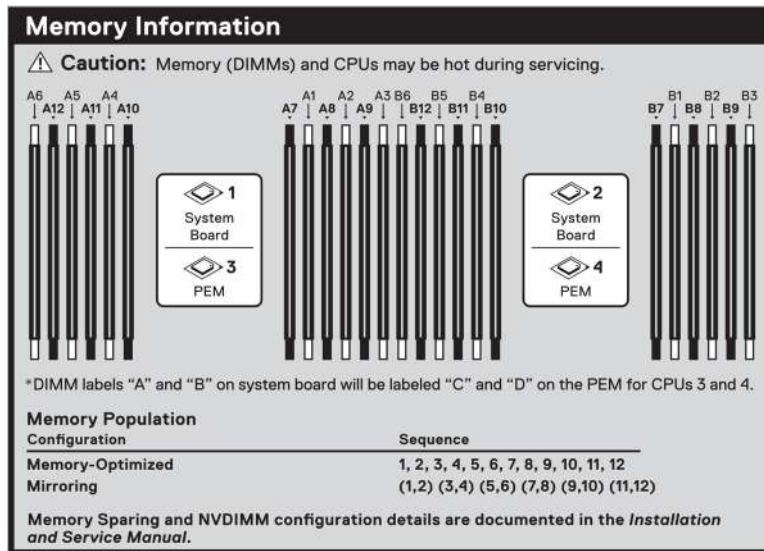 Memory Information
Caution: Memory (DIMMs) and CPUs may be hot during servicing.
A6 A12 A5 A11 A4 A10 A7 A1 A8 A2 A9 A3 B6 B12 B5 B11 B4 B10 B7 B1 B8 B2 B9 B3
1 2
System System
Board Board
3 4
PEM PEM
*DIMM labels “A” and “B” on system board will be labeled “C” and “D” on the PEM for CPUs 3 and 4.
Memory Population
Configuration Sequence
Memory-Optimized 1, 2, 3, 4, 5, 6, 7, 8, 9, 10, 11, 12
Mirroring (1,2) (3,4) (5,6) (7,8) (9,10) (11,12)
Memory Sparing and NVDIMM configuration details are documented in the Installation
and Service Manual.